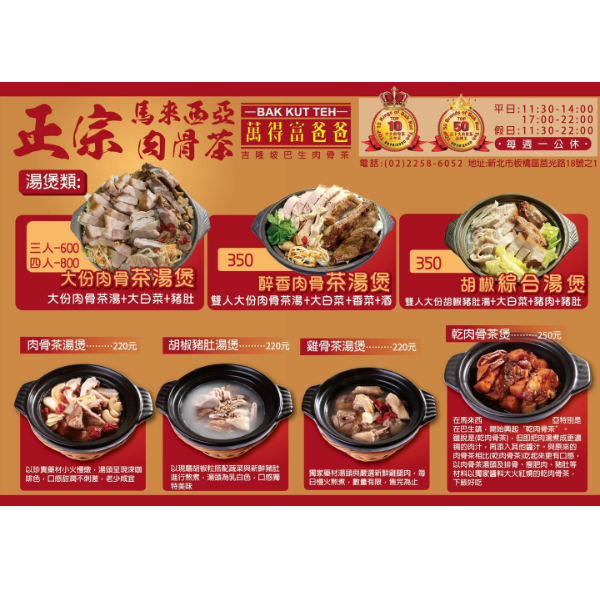 正宗
馬來西亞
肉骨茶
BAK KUT TEH
萬得富爸爸
吉隆坡巴生肉骨茶
TOP
10
TOP
50
平日:11:30-14:00
17:00-22:00
假日:11:30-22:00
•每週一公休•
電話:(02)2258-6052 地址:新北市板橋區莒光路18號之1
湯煲類:
三人-600
四人-800
大份肉骨茶湯煲
大份肉骨茶湯+大白菜+豬肚
350
醉香肉骨茶湯煲
雙人大份肉骨茶湯+大白菜+香菜+酒
350
胡椒綜合湯煲
雙人大份胡椒豬肚湯+大白菜+豬肉+豬肚
肉骨茶湯煲………220元
以珍貴藥材小火慢燉，湯頭呈現深咖
啡色，口感甜潤不刺激，老少咸宜
胡椒豬肚湯煲………220元
以現磨胡椒粒搭配蔬菜與新鮮豬肚
進行熬煮，湯頭為乳白色，口感獨
特美味
雞骨茶湯煲………220元
獨家藥材湯頭與嚴選新鮮雞腿肉，每
日慢火熬煮，數量有限，售完為止
乾肉骨茶煲………250元
在馬來西 亞特別是
在巴生鎮，開始興起〝乾肉骨茶〞。
雖說是(乾肉骨茶)，但即把肉湯煮成更濃
稠的肉汁，再添入其他醬汁。與原來的
肉骨茶相比(乾肉骨茶)吃起來更有口感，
以肉骨茶湯頭及排骨、瘦肥肉、豬肚等
材料以獨家醬料大火紅燒的乾肉骨茶，
下飯好吃